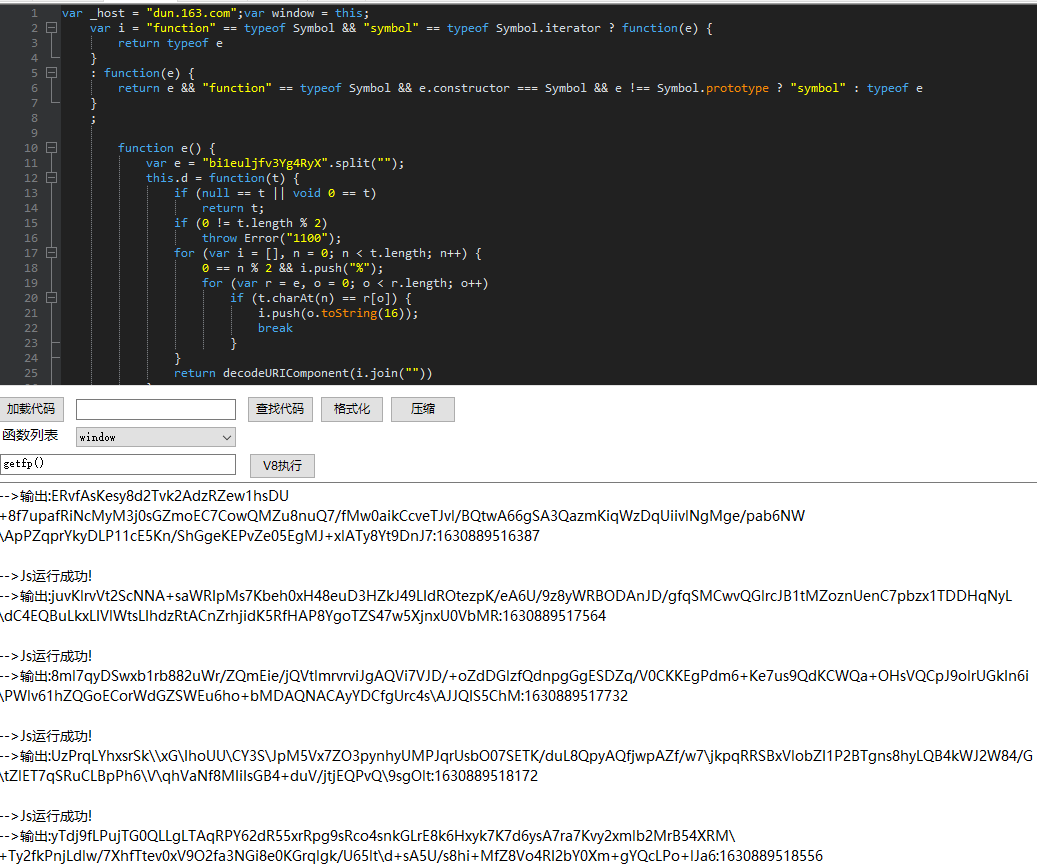 1 var _host = "dun.163.com";var window = this;
2 var i = "function" == typeof Symbol && "symbol" == typeof Symbol.iterator ? function(e) {
3 return typeof e
4 }
5 : function(e) {
6 return e && "function" == typeof Symbol && e.constructor === Symbol && e !== Symbol.prototype ? "symbol" : typeof e
7 }
8 ;
9
10 function e() {
11 var e = "bi1euljfv3Yg4RyX".split("");
12 this.d = function(t) {
13 if (null == t || void 0 == t)
14 return t;
15 if (0 != t.length % 2)
16 throw Error("1100");
17 for (var i = [], n = 0; n < t.length; n++) {
18 0 == n % 2 && i.push("%");
19 for (var r = e, o = 0; o < r.length; o++)
20 if (t.charAt(n) == r[o]) {
21 i.push(o.toString(16));
22 break
23 }
24 }
25 return decodeURIComponent(i.join(""))
加载代码 查找代码 格式化 压缩
函数列表 window
getfp() V8执行
-->输出:ERvfAsKesy8d2Tvk2AdzRZew1hsDU
+8f7upafRiNcMyM3j0sGZmoEC7CowQMZu8nuQ7/fMw0aikCcveTJvl/BQtwA66gSA3QazmKiqWzDqUiivlNgMge/pab6NW
\ApPZqprYkyDLP11cE5Kn/ShGgeKEPvZe05EgMJ+xlATy8Yt9DnJ7:1630889516387
-->Js运行成功!
-->输出:juvKlrvVt2ScNNA+saWRIpMs7Kbeh0xH48euD3HZkJ49LIdROtezpK/eA6U/9z8yWRBODAnJD/gfqSMCwvQGlrcJB1tMZoznUenC7pbzx1TDDHqNyL
\dC4EQBuLkxLIVlWtsLIhdzRtACnZrhjidK5RfHAP8YgoTZS47w5XjnxU0VbMR:1630889517564
-->Js运行成功!
-->输出:8ml7qyDSwxb1rb882uWr/ZQmEie/jQVtlmrvrviJgAQVi7VJD/+oZdDGlzfQdnpgGgESDZq/V0CKKEgPdm6+Ke7us9QdKCWQa+OHsVQCpJ9olrUGkln6i
\PWlv61hZQGoECorWdGZSWEu6ho+bMDAQNACAyYDCfgUrc4s\AJJQIS5ChM:1630889517732
-->Js运行成功!
-->输出:UzPrqLYhxsrSk\\xG\IhoUU\CY3S\JpM5Vx7ZO3pynhyUMPJqrUsbO07SETK/duL8QpyAQfjwpAZf/w7\jkpqRRSBxVlobZI1P2BTgns8hyLQB4kWJ2W84/G
\tZlET7qSRuCLBpPh6\V\qhVaNf8MIiIsGB4+duV/jtjEQPvQ\9sgOlt:1630889518172
-->Js运行成功!
-->输出:yTdj9fLPujTG0QLLgLTAqRPY62dR55xrRpg9sRco4snkGLrE8k6Hxyk7K7d6ysA7ra7Kvy2xmlb2MrB54XRM\
+Ty2fkPnjLdlw/7XhfTtev0xV9O2fa3NGi8e0KGrqlgk/U65lt\d+sA5U/s8hi+MfZ8Vo4Rl2bY0Xm+gYQcLPo+lJa6:1630889518556